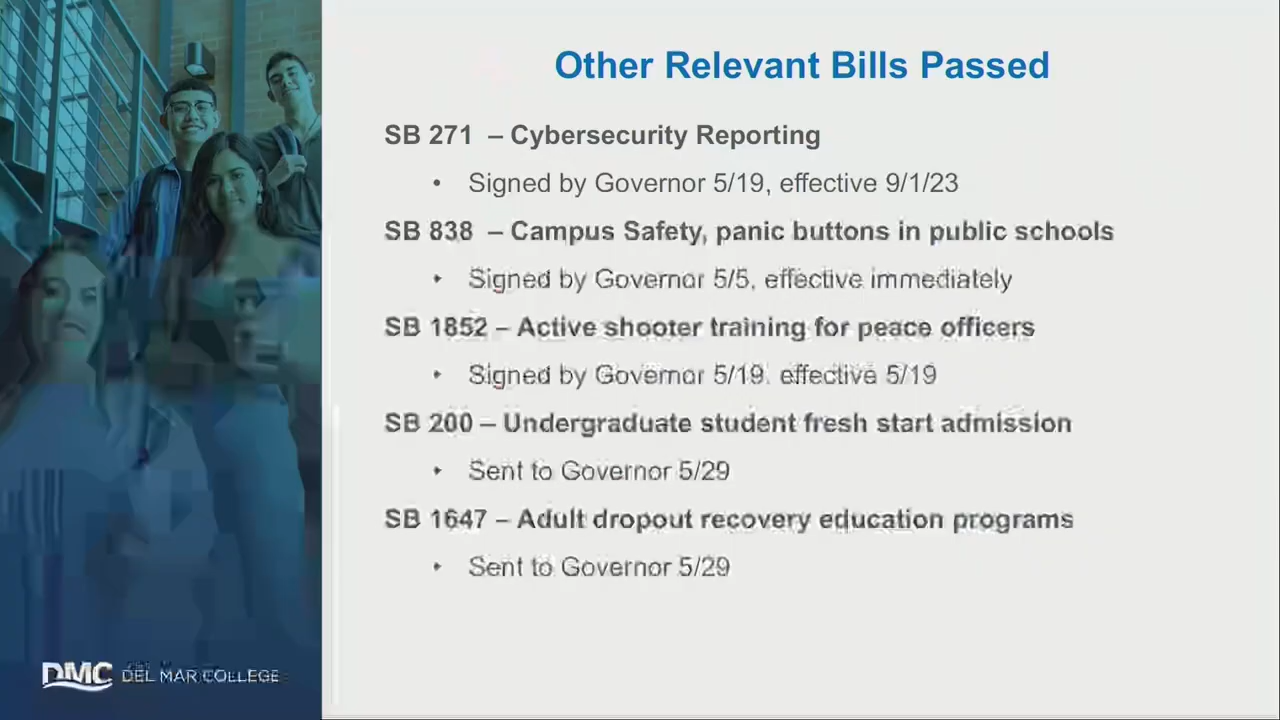 Other Relevant Bills Passed
SB 271 – Cybersecurity Reporting
• Signed by Governor 5/19, effective 9/1/23
SB 838 – Campus Safety, panic buttons in public schools
• Signed by Governor 5/5, effective immediately
SB 1852 – Active shooter training for peace officers
• Signed by Governor 5/19, effective 5/19
SB 200 – Undergraduate student fresh start admission
• Sent to Governor 5/29
SB 1647 – Adult dropout recovery education programs
• Sent to Governor 5/29
DMC DEL MAR COLLEGE